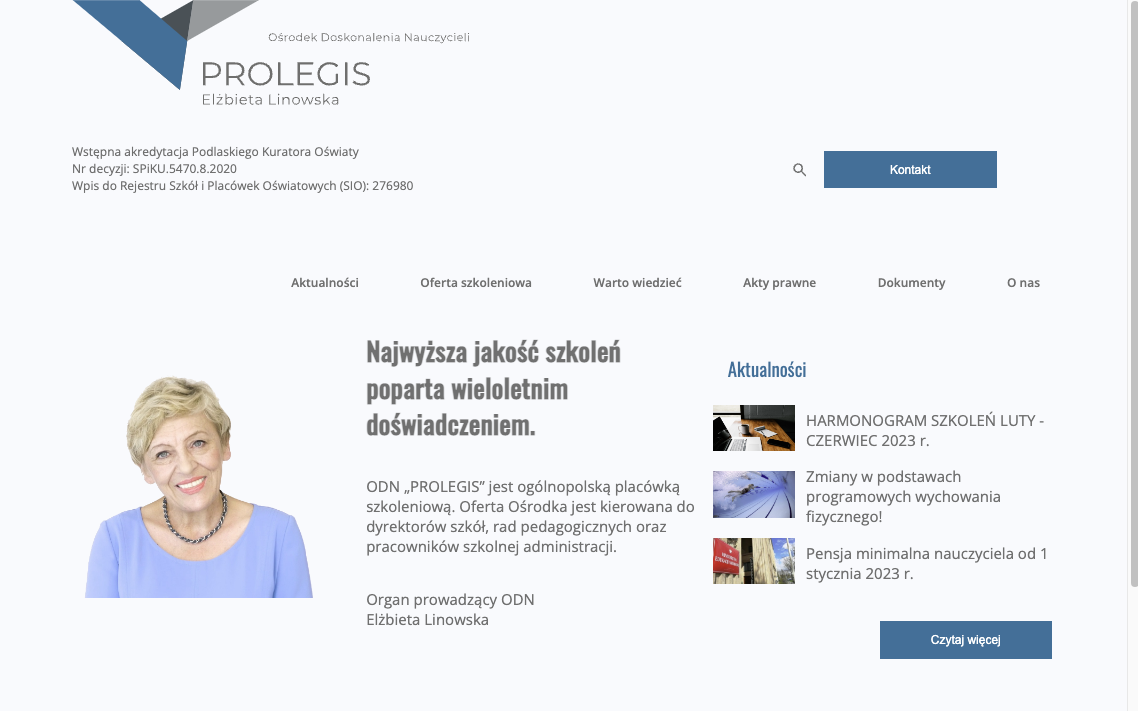 Ośrodek Doskonalenia Nauczycieli
PROLEGIS
Elżbieta Linowska
Wstępna akredytacja Podlaskiego Kuratora Oświaty
Nr decyzji: SPiKU.5470.8.2020
Wpis do Rejestru Szkół i Placówek Oświatowych (SIO): 276980
Kontakt
Aktualności
Oferta szkoleniowa
Warto wiedzieć
Akty prawne
Dokumenty
O nas
Najwyższa jakość szkoleń
poparta wieloletnim
doświadczeniem.
ODN „PROLEGIS” jest ogólnopolską placówką
szkoleniową. Oferta Ośrodka jest kierowana do
dyrektorów szkół, rad pedagogicznych oraz
pracowników szkolnej administracji.
Organ prowadzący ODN
Elżbieta Linowska
Aktualności
HARMONOGRAM SZKOLEŃ LUTY -
CZERWIEC 2023 r.
Zmiany w podstawach
programowych wychowania
fizycznego!
Pensja minimalna nauczyciela od 1
stycznia 2023 r.
Czytaj więcej